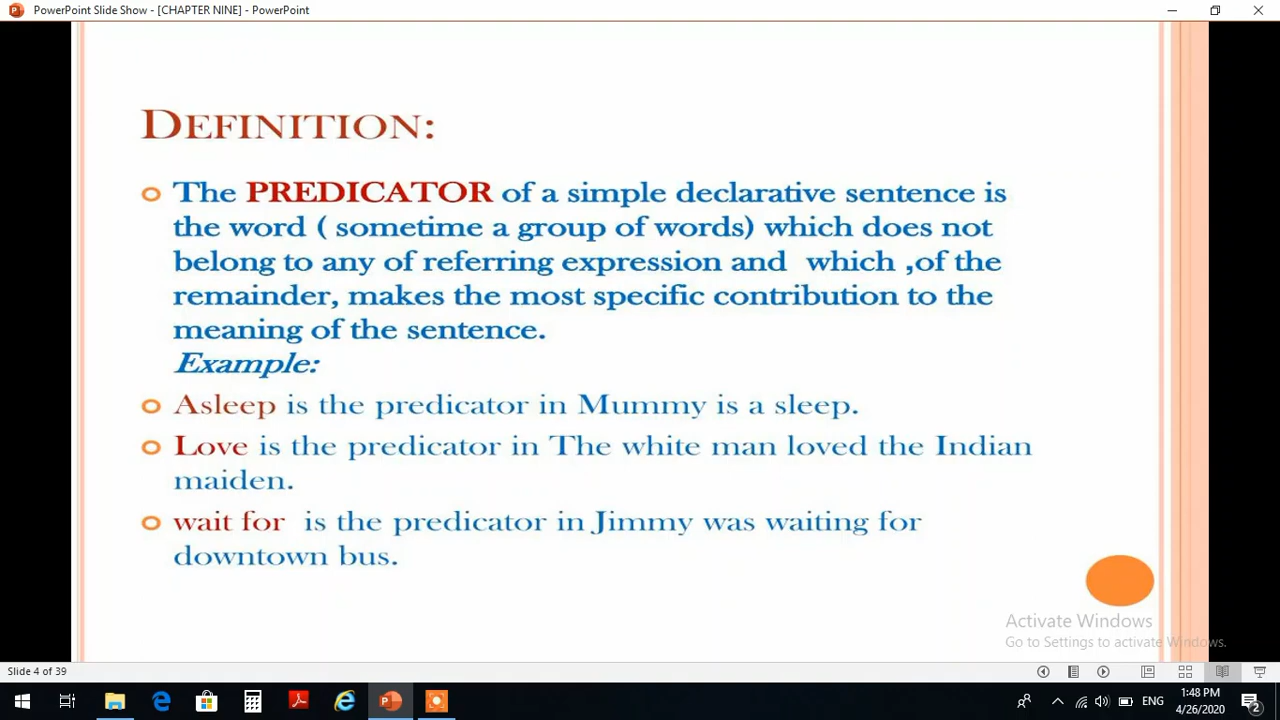 PowerPoint Slide Show - [CHAPTER NINE] - PowerPoint
DEFINITION:
The PREDICATOR of a simple declarative sentence is
the word ( sometime a group of words) which does not
belong to any of referring expression and which ,of the
remainder, makes the most specific contribution to the
meaning of the sentence.
Example:
Asleep is the predicator in Mummy is a sleep.
Love is the predicator in The white man loved the Indian
maiden.
wait for is the predicator in Jimmy was waiting for
downtown bus.
Activate Windows
Go to Settings to activate Windows.
Slide 4 of 39
ENG
1:48 PM
4/26/2020
2